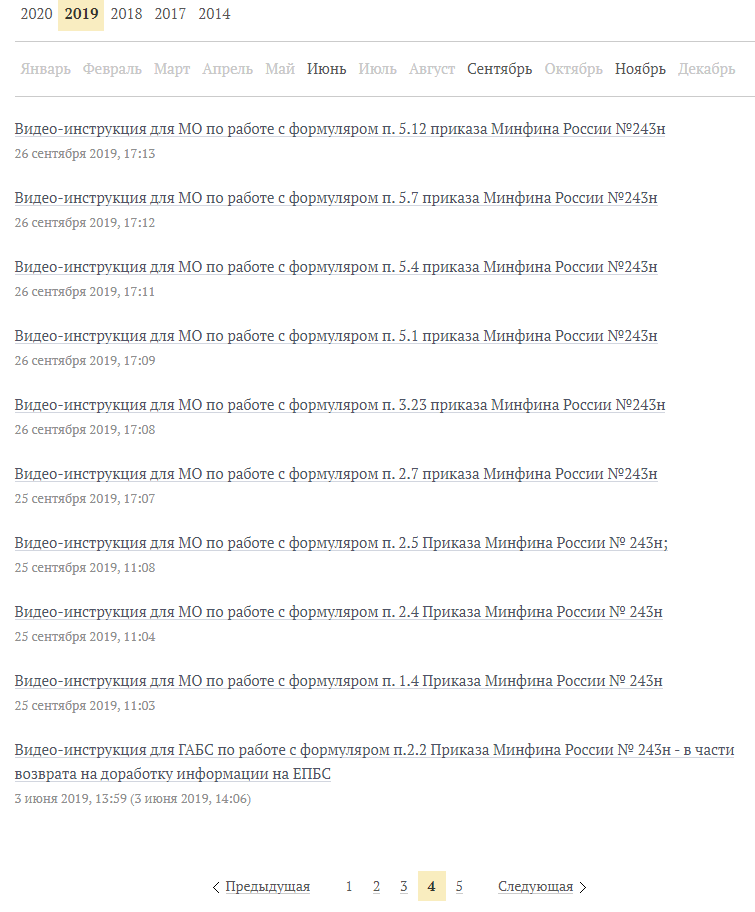 2020 2019 2018 2017 2014
Январь Февраль Март Апрель Май Июнь Июль Август Сентябрь Октябрь Ноябрь Декабрь
Видео-инструкция для МО по работе с формуляром п. 5.12 приказа Минфина России №243н
26 сентября 2019, 17:13
Видео-инструкция для МО по работе с формуляром п. 5.7 приказа Минфина России №243н
26 сентября 2019, 17:12
Видео-инструкция для МО по работе с формуляром п. 5.4 приказа Минфина России №243н
26 сентября 2019, 17:11
Видео-инструкция для МО по работе с формуляром п. 5.1 приказа Минфина России №243н
26 сентября 2019, 17:09
Видео-инструкция для МО по работе с формуляром п. 3.23 приказа Минфина России №243н
26 сентября 2019, 17:08
Видео-инструкция для МО по работе с формуляром п. 2.7 приказа Минфина России №243н
25 сентября 2019, 17:07
Видео-инструкция для МО по работе с формуляром п. 2.5 Приказа Минфина России № 243н;
25 сентября 2019, 11:08
Видео-инструкция для МО по работе с формуляром п. 2.4 Приказа Минфина России № 243н
25 сентября 2019, 11:04
Видео-инструкция для МО по работе с формуляром п. 1.4 Приказа Минфина России № 243н
25 сентября 2019, 11:03
Видео-инструкция для ГАБС по работе с формуляром п.2.2 Приказа Минфина России № 243н - в части
возврата на доработку информации на ЕПБС
3 июня 2019, 13:59 (3 июня 2019, 14:06)
Предыдущая 1 2 3 4 5 Следующая